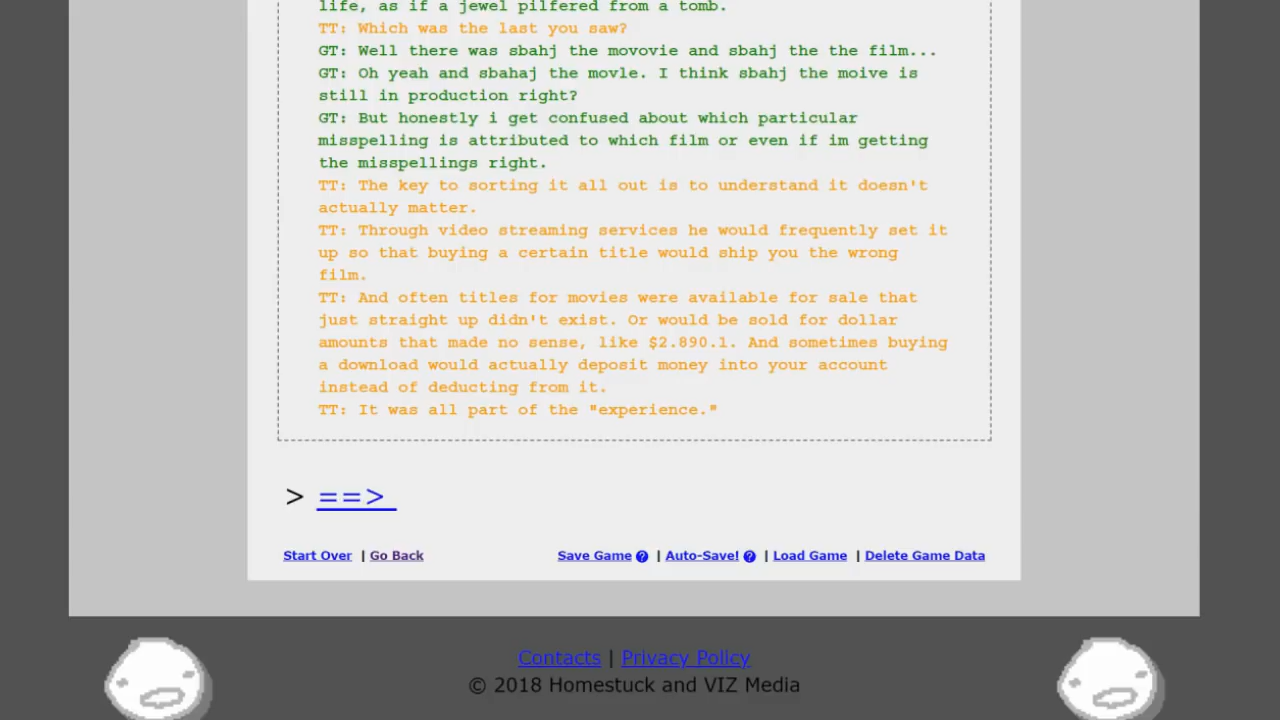 life, as if a jewel pilfered from a tomb.
TT: Which was the last you saw?
GT: Well there was sbahj the movovie and sbahj the the film...
GT: Oh yeah and sbahaj the movle. I think sbahj the moive is
still in production right?
GT: But honestly i get confused about which particular
misspelling is attributed to which film or even if im getting
the misspellings right.
TT: The key to sorting it all out is to understand it doesn't
actually matter.
TT: Through video streaming services he would frequently set it
up so that buying a certain title would ship you the wrong
film.
TT: And often titles for movies were available for sale that
just straight up didn't exist. Or would be sold for dollar
amounts that made no sense, like $2.890.1. And sometimes buying
a download would actually deposit money into your account
instead of deducting from it.
TT: It was all part of the "experience."
> ==>
Start Over | Go Back Save Game ? | Auto-Save! ? | Load Game | Delete Game Data
Contacts | Privacy Policy
© 2018 Homestuck and VIZ Media